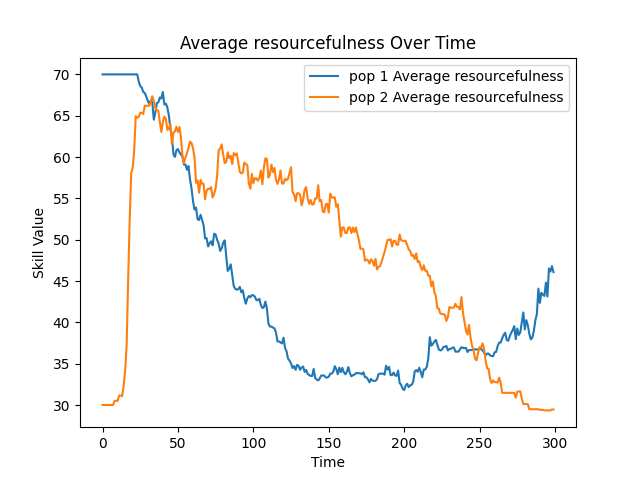 Average resourcefulness Over Time
pop 1 Average resourcefulness
pop 2 Average resourcefulness
Skill Value
70
65
60
55
50
45
40
35
30
0 50 100 150 200 250 300
Time